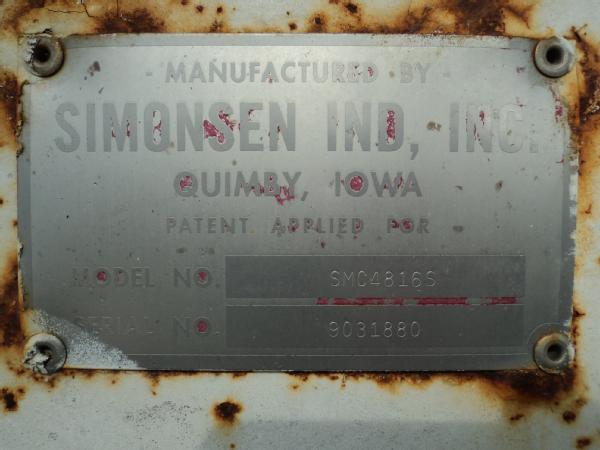 - MANUFACTURED BY -
SIMONSEN IND, INC.
QUIMBY, IOWA
PATENT APPLIED FOR
MODEL NO. SMC4816S
SERIAL NO. 9031880